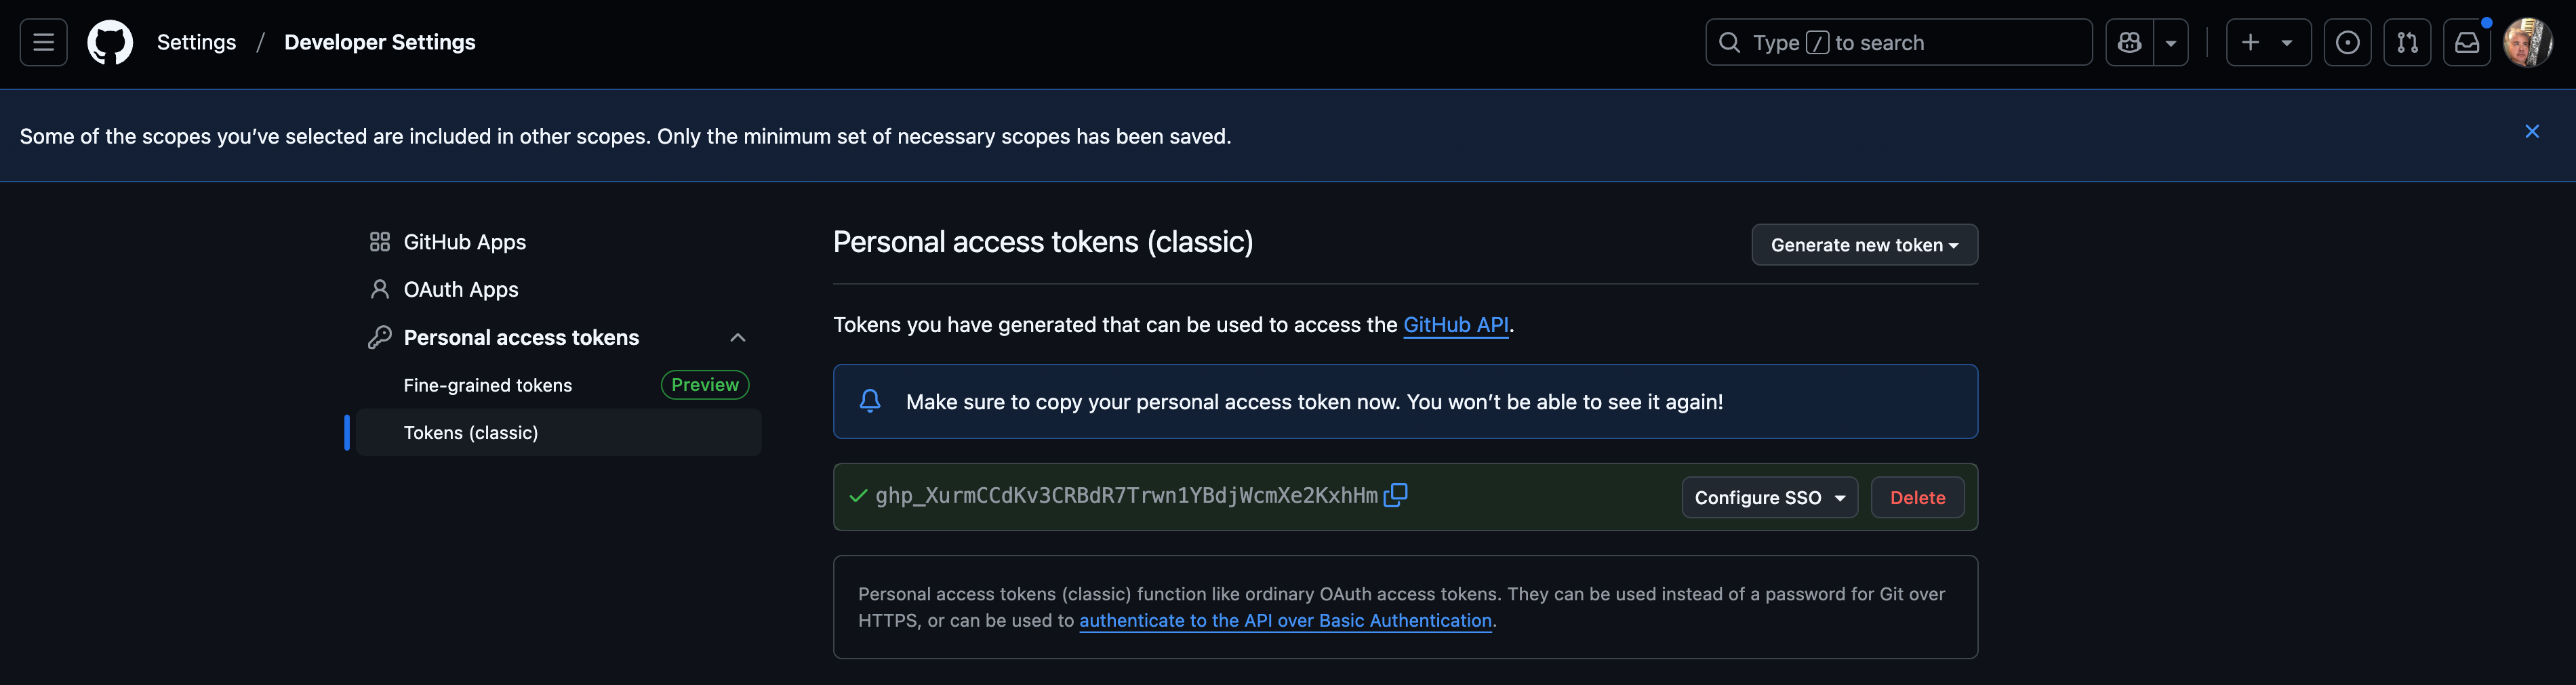 Settings / Developer Settings
Type / to search
Some of the scopes you’ve selected are included in other scopes. Only the minimum set of necessary scopes has been saved.
GitHub Apps
OAuth Apps
Personal access tokens
Fine-grained tokens Preview
Tokens (classic)
Personal access tokens (classic)
Generate new token
Tokens you have generated that can be used to access the GitHub API.
Make sure to copy your personal access token now. You won’t be able to see it again!
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
Configure SSO
Delete
Personal access tokens (classic) function like ordinary OAuth access tokens. They can be used instead of a password for Git over
HTTPS, or can be used to authenticate to the API over Basic Authentication.